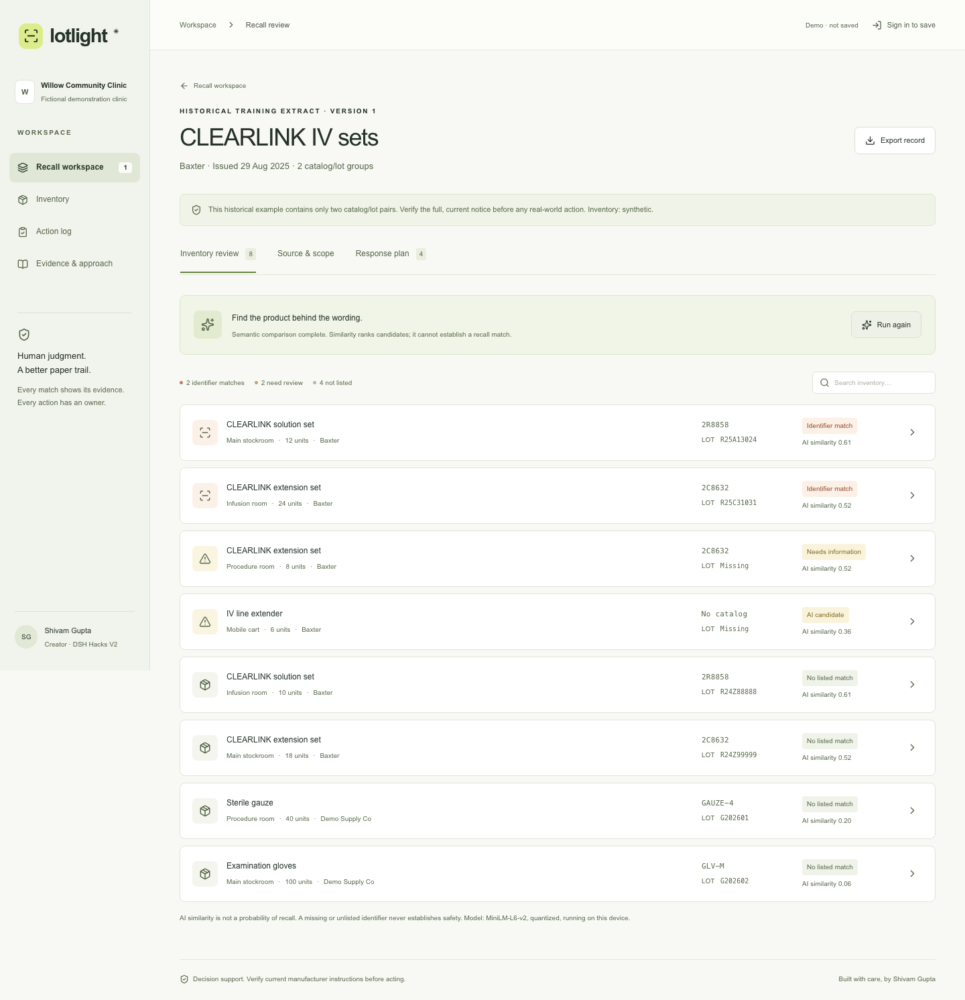 lotlight *
W
Willow Community Clinic
Fictional demonstration clinic
WORKSPACE
Recall workspace 1
Inventory
Action log
Evidence & approach
Human judgment.
A better paper trail.
Every match shows its evidence.
Every action has an owner.
SG
Shivam Gupta
Creator · DSH Hacks V2
Workspace > Recall review
Demo · not saved
Sign in to save
Recall workspace
HISTORICAL TRAINING EXTRACT · VERSION 1
CLEARLINK IV sets
Export record
Baxter · Issued 29 Aug 2025 · 2 catalog/lot groups
This historical example contains only two catalog/lot pairs. Verify the full, current notice before any real-world action. Inventory: synthetic.
Inventory review 8
Source & scope
Response plan 4
Find the product behind the wording.
Semantic comparison complete. Similarity ranks candidates; it cannot establish a recall match.
Run again
2 identifier matches
2 need review
4 not listed
Search inventory...
CLEARLINK solution set
Main stockroom · 12 units · Baxter
2R8858
LOT R25A13024
Identifier match
AI similarity 0.61
CLEARLINK extension set
Infusion room · 24 units · Baxter
2C8632
LOT R25C31031
Identifier match
AI similarity 0.52
CLEARLINK extension set
Procedure room · 8 units · Baxter
2C8632
LOT Missing
Needs information
AI similarity 0.52
IV line extender
Mobile cart · 6 units · Baxter
No catalog
LOT Missing
AI candidate
AI similarity 0.36
CLEARLINK solution set
Infusion room · 10 units · Baxter
2R8858
LOT R24Z88888
No listed match
AI similarity 0.61
CLEARLINK extension set
Main stockroom · 18 units · Baxter
2C8632
LOT R24Z99999
No listed match
AI similarity 0.52
Sterile gauze
Procedure room · 40 units · Demo Supply Co
GAUZE-4
LOT G202601
No listed match
AI similarity 0.20
Examination gloves
Main stockroom · 100 units · Demo Supply Co
GLV-M
LOT G202602
No listed match
AI similarity 0.06
AI similarity is not a probability of recall. A missing or unlisted identifier never establishes safety. Model: MiniLM-L6-v2, quantized, running on this device.
Decision support. Verify current manufacturer instructions before acting.
Built with care, by Shivam Gupta